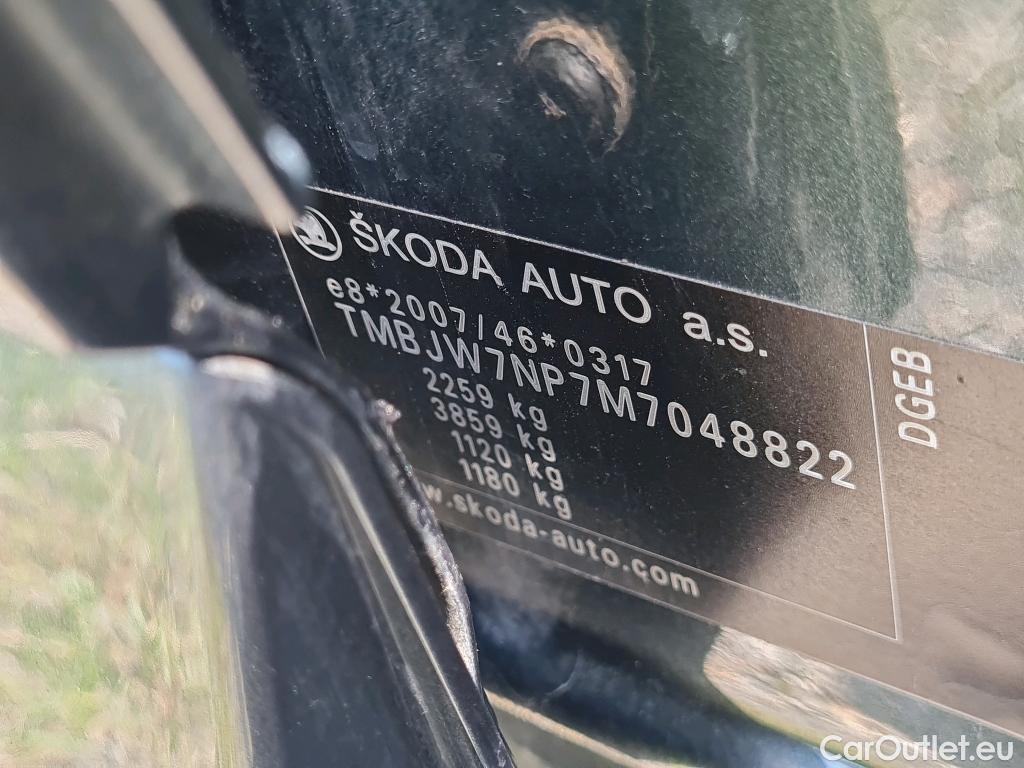 ŠKODA AUTO a.s.
e8*2007/46*0317
TMBJW7NP7M7048822
2259 kg
3859 kg
1120 kg
1180 kg
w.skoda-auto.com
DGEB
CarOutlet.eu